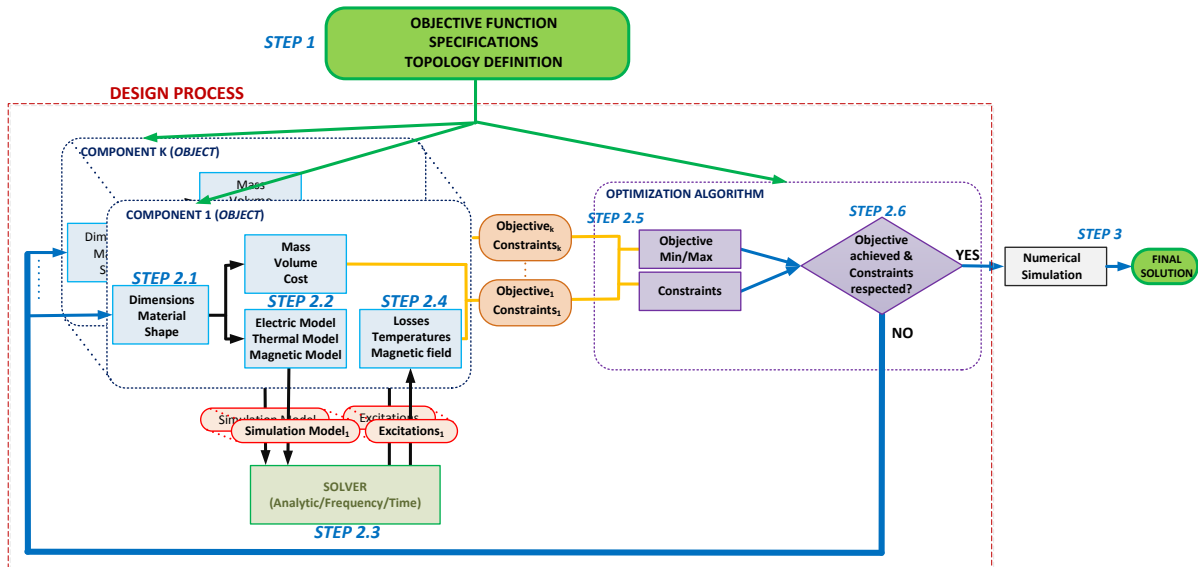 STEP 1
OBJECTIVE FUNCTION
SPECIFICATIONS
TOPOLOGY DEFINITION
DESIGN PROCESS
COMPONENT K (OBJECT)
Mass
Volume
COMPONENT 1 (OBJECT)
STEP 2.1
Dimensions
Material
Shape
Mass
Volume
Cost
STEP 2.2
Electric Model
Thermal Model
Magnetic Model
STEP 2.4
Losses
Temperatures
Magnetic field
Simulation Model
Simulation Model₁
Excitations
Excitations₁
SOLVER
(Analytic/Frequency/Time)
STEP 2.3
Objectiveₖ
Constraintsₖ
Objective₁
Constraints₁
STEP 2.5
OPTIMIZATION ALGORITHM
Objective
Min/Max
Constraints
STEP 2.6
Objective
achieved &
Constraints
respected?
YES
NO
STEP 3
Numerical
Simulation
FINAL
SOLUTION